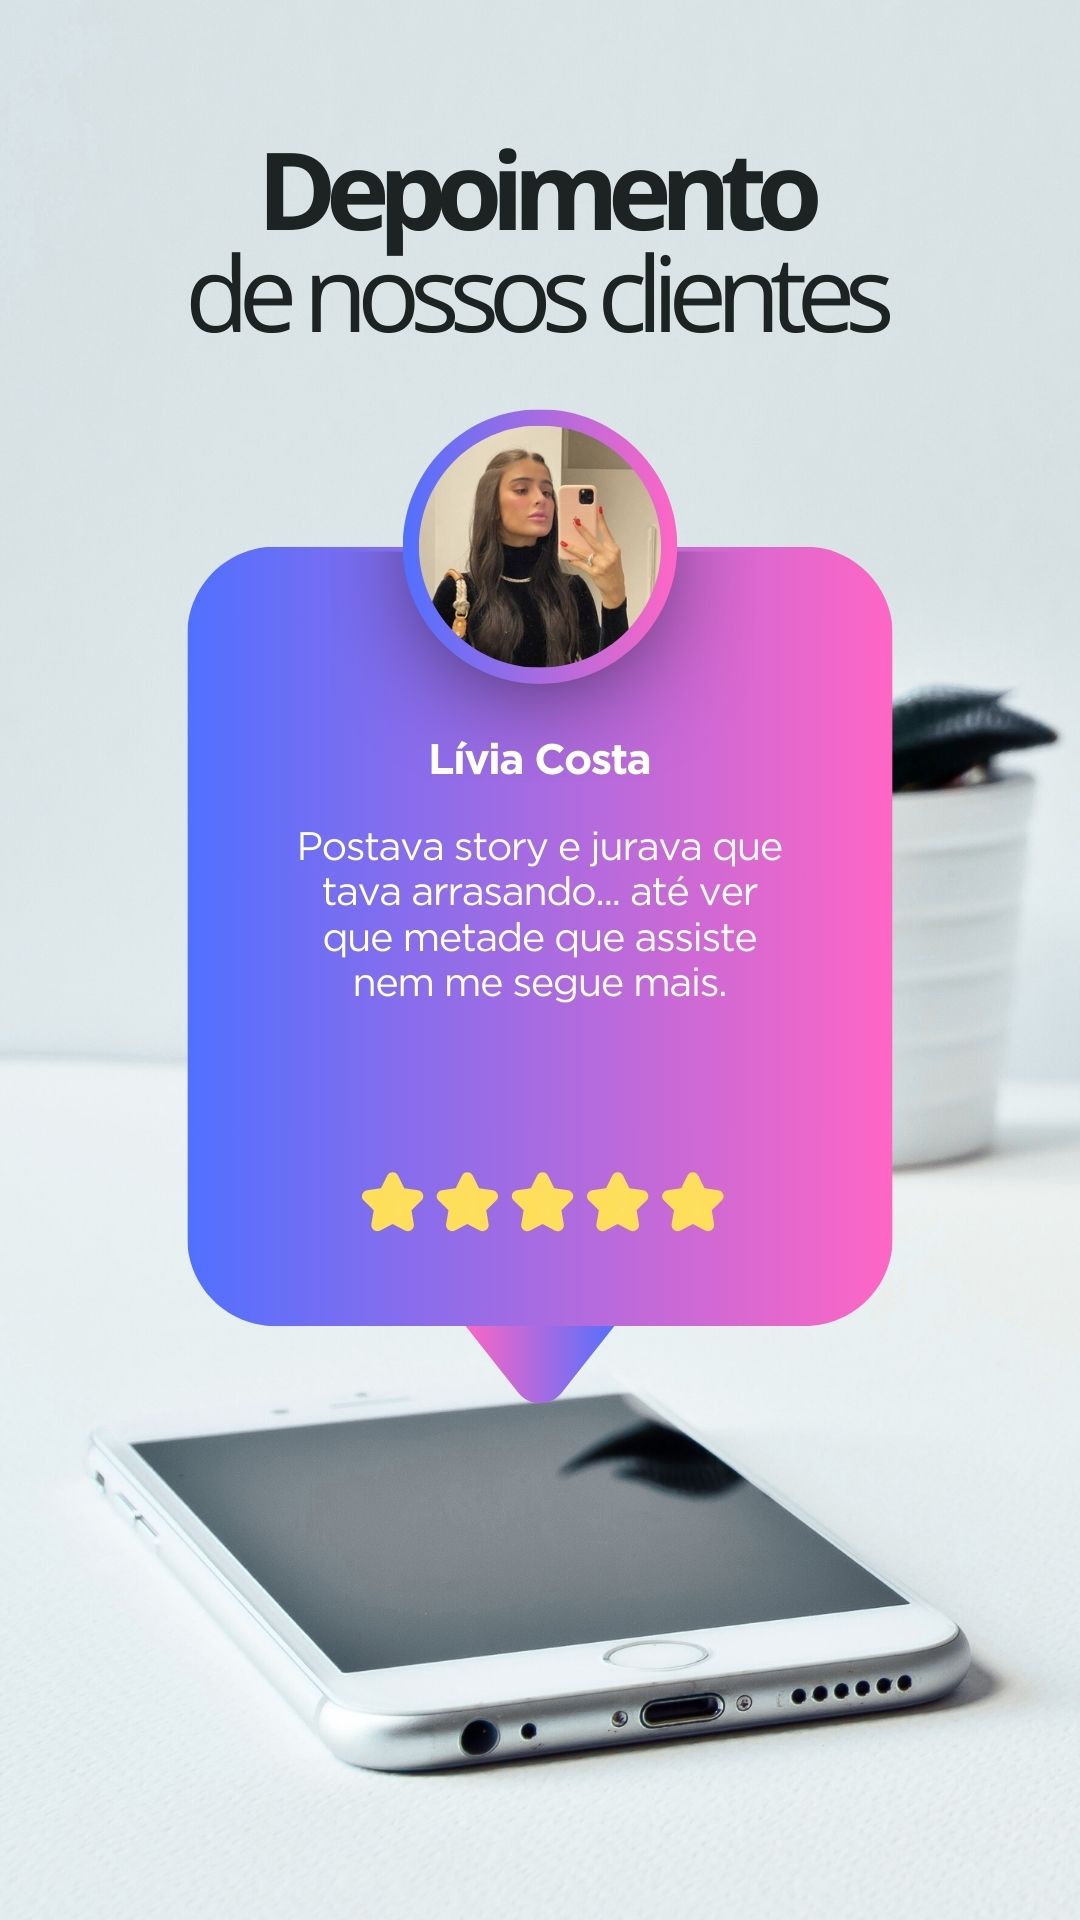 Depoimento
de nossos clientes
Lívia Costa
Postava story e jurava que
tava arrasando... até ver
que metade que assiste
nem me segue mais.